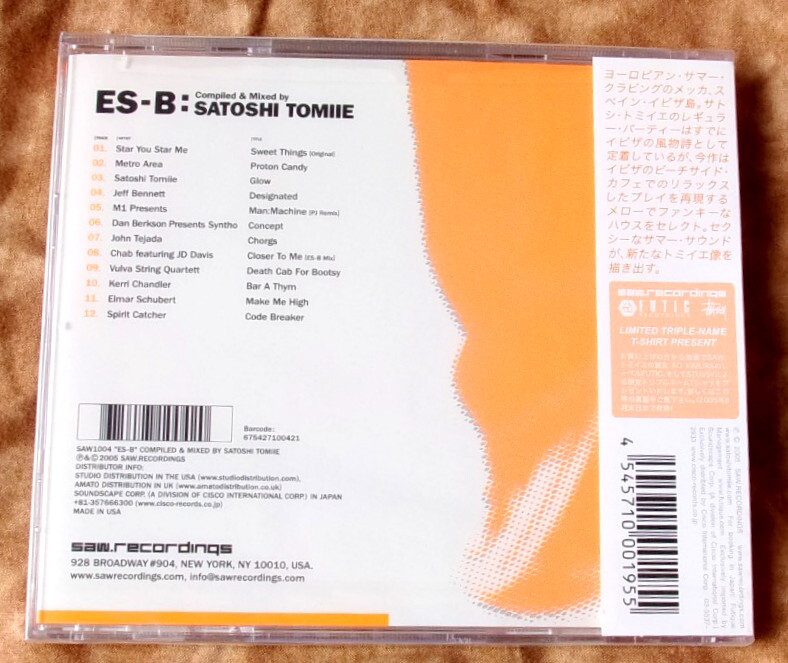 ES-B:
Compiled & Mixed by
SATOSHI TOMIIE
TRACK ARTIST TITLE
01. Star You Star Me Sweet Things [Original]
02. Metro Area Proton Candy
03. Satoshi Tomiie Glow
04. Jeff Bennett Designated
05. M1 Presents Man:Machine [PJ Remix]
06. Dan Berkson Presents Syntho Concept
07. John Tejada Chorgs
08. Chab featuring JD Davis Closer To Me [ES-B Mix]
09. Vulva String Quartett Death Cab For Bootsy
10. Kerri Chandler Bar A Thym
11. Elmar Schubert Make Me High
12. Spirit Catcher Code Breaker
Barcode:
675427100421
SAW1004 "ES-B" COMPILED & MIXED BY SATOSHI TOMIIE
℗&© 2005 SAW.RECORDINGS
DISTRIBUTOR INFO:
STUDIO DISTRIBUTION IN THE USA (www.studiodistribution.com),
AMATO DISTRIBUTION IN UK (www.amatodistribution.co.uk)
SOUNDSCAPE CORP. (A DIVISION OF CISCO INTERNATIONAL CORP.) IN JAPAN
+81-357666300 (www.cisco-records.co.jp)
MADE IN USA
saw.recordings
928 BROADWAY #904, NEW YORK, NY 10010, USA.
www.sawrecordings.com, info@sawrecordings.com
ヨーロピアン・サマー・
クラビングのメッカ、ス
ペイン・イビザ島。サト
シ・トミイエのレギュラ
ー・パーティーはすでに
イビザの風物詩として
定着しているが、今作は
イビザのビーチサイド・
カフェでのリラックス
したプレイを再現する
メローでファンキーな
ハウスをセレクト。セク
シーなサマー・サウンド
が、新たなトミイエ像を
描き出す。
saw.recordings
FUTIC
RECORDINGS
LIMITED TRIPLE-NAME
T-SHIRT PRESENT
4 545710 001955